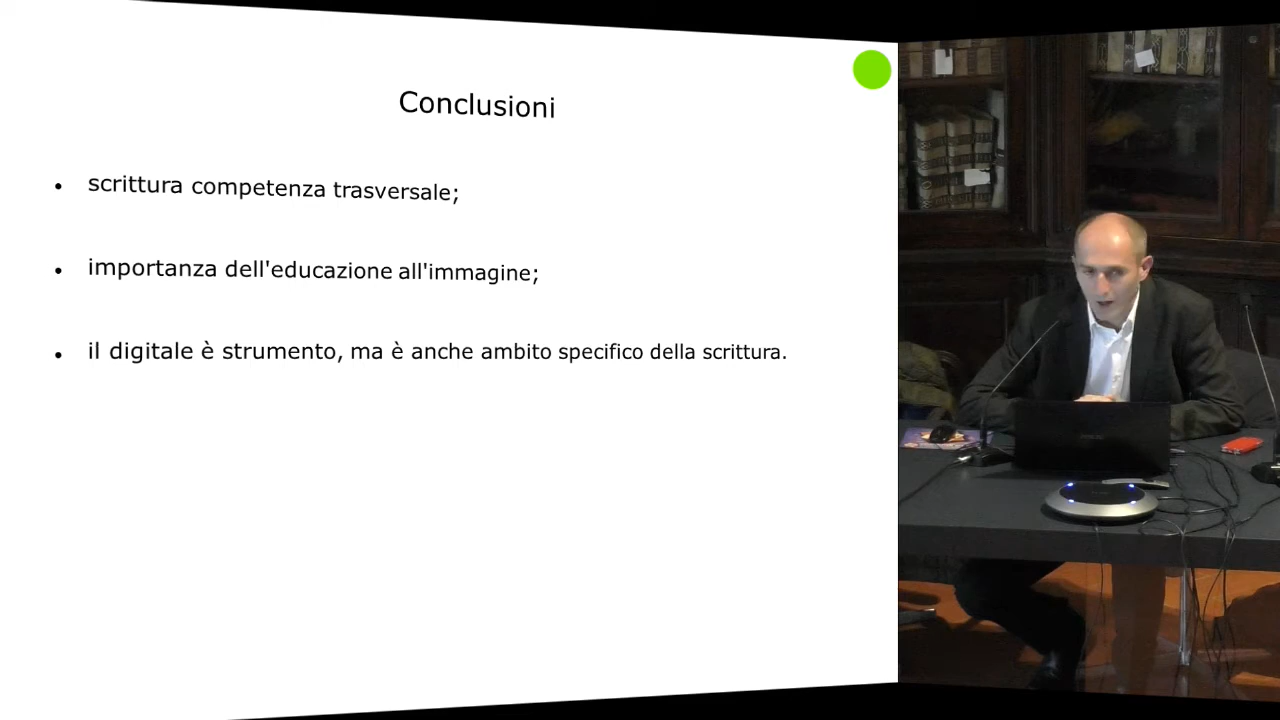 Conclusioni
scrittura competenza trasversale;
importanza dell'educazione all'immagine;
il digitale è strumento, ma è anche ambito specifico della scrittura.